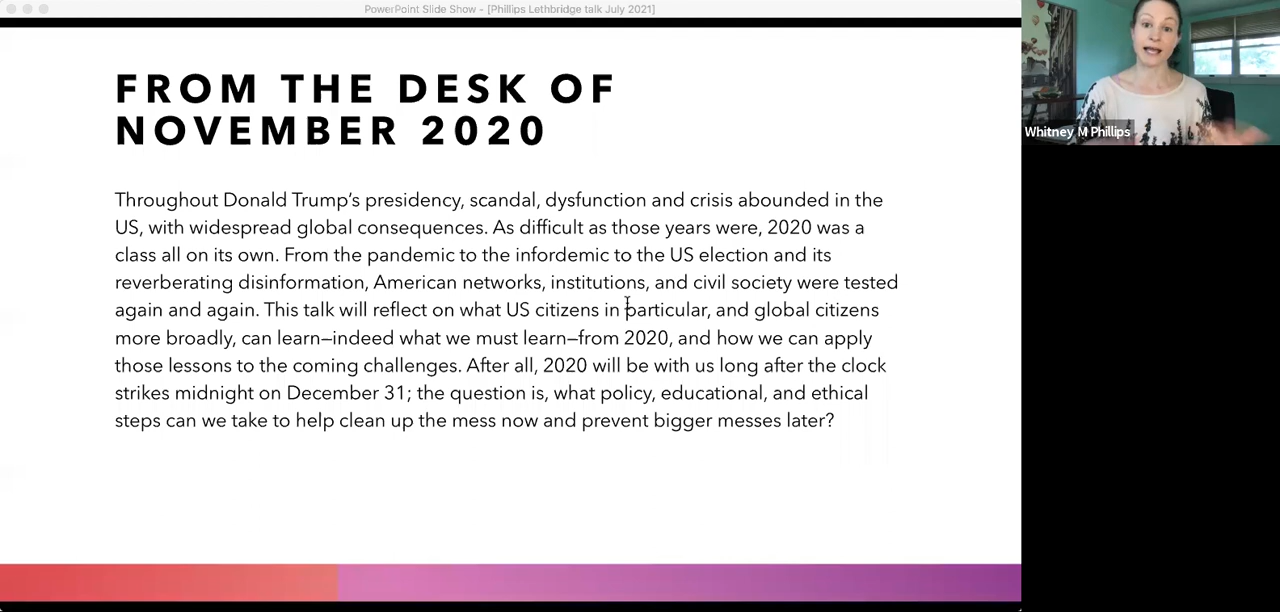 PowerPoint Slide Show - [Phillips Lethbridge talk July 2021]
FROM THE DESK OF
NOVEMBER 2020
Throughout Donald Trump's presidency, scandal, dysfunction and crisis abounded in the
US, with widespread global consequences. As difficult as those years were, 2020 was a
class all on its own. From the pandemic to the infordemic to the US election and its
reverberating disinformation, American networks, institutions, and civil society were tested
again and again. This talk will reflect on what US citizens in particular, and global citizens
more broadly, can learn—indeed what we must learn—from 2020, and how we can apply
those lessons to the coming challenges. After all, 2020 will be with us long after the clock
strikes midnight on December 31; the question is, what policy, educational, and ethical
steps can we take to help clean up the mess now and prevent bigger messes later?
Whitney M Phillips